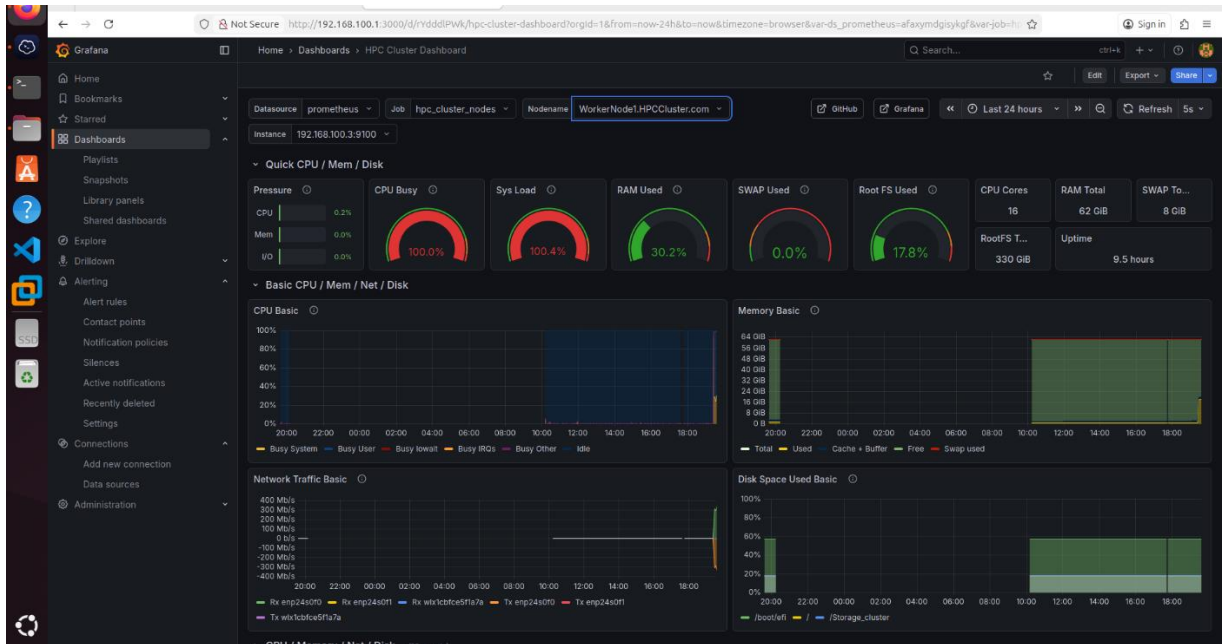 Not Secure http://192.168.100.1:3000/d/rYdddlPWk/hpc-cluster-dashboard?orgId=1&from=now-24h&to=now&timezone=browser&var-ds_prometheus=afaxymdgisykgf&var-job=h
Sign in
Grafana
Home › Dashboards › HPC Cluster Dashboard
Search...
ctrl+k
Home
Bookmarks
Starred
Dashboards
Playlists
Snapshots
Library panels
Shared dashboards
Explore
Drilldown
Alerting
Alert rules
Contact points
Notification policies
Silences
Active notifications
Recently deleted
Settings
Connections
Add new connection
Data sources
Administration
SSD
Edit Export Share
Datasource prometheus Job hpc_cluster_nodes Nodename WorkerNode1.HPCCluster.com
GitHub Grafana Last 24 hours Refresh 5s
Instance 192.168.100.3:9100
Quick CPU / Mem / Disk
Pressure
CPU 0.2%
Mem 0.0%
I/O 0.0%
CPU Busy
100.0%
Sys Load
100.4%
RAM Used
30.2%
SWAP Used
0.0%
Root FS Used
17.8%
CPU Cores
16
RAM Total
62 GiB
SWAP To...
8 GiB
RootFS T...
330 GiB
Uptime
9.5 hours
Basic CPU / Mem / Net / Disk
CPU Basic
100%
80%
60%
40%
20%
0%
20:00 22:00 00:00 02:00 04:00 06:00 08:00 10:00 12:00 14:00 16:00 18:00
Busy System Busy User Busy Iowait Busy IRQs Busy Other Idle
Memory Basic
64 GiB
56 GiB
48 GiB
40 GiB
32 GiB
24 GiB
16 GiB
8 GiB
0 B
20:00 22:00 00:00 02:00 04:00 06:00 08:00 10:00 12:00 14:00 16:00 18:00
Total Used Cache + Buffer Free Swap used
Network Traffic Basic
400 Mb/s
300 Mb/s
200 Mb/s
100 Mb/s
0 b/s
-100 Mb/s
-200 Mb/s
-300 Mb/s
-400 Mb/s
20:00 22:00 00:00 02:00 04:00 06:00 08:00 10:00 12:00 14:00 16:00 18:00
Rx enp24s0f0 Rx enp24s0f1 Rx wlx1cbfce5f1a7a Tx enp24s0f0 Tx enp24s0f1
Tx wlx1cbfce5f1a7a
Disk Space Used Basic
100%
80%
60%
40%
20%
0%
20:00 22:00 00:00 02:00 04:00 06:00 08:00 10:00 12:00 14:00 16:00 18:00
/boot/efi / /Storage_cluster